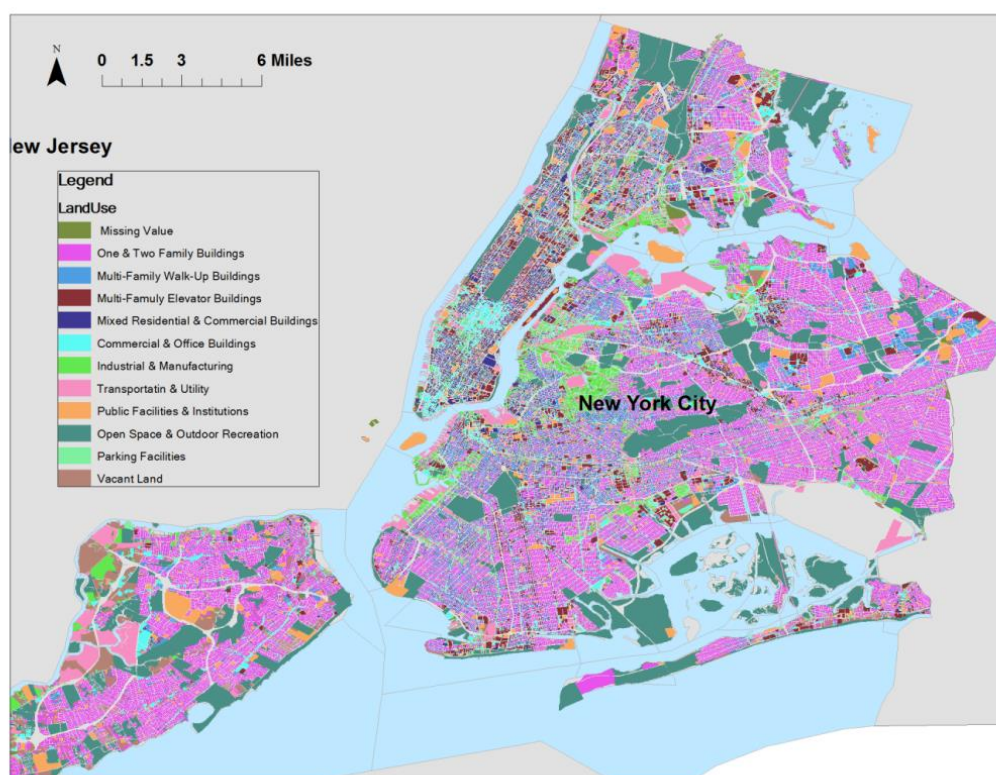 N
0 1.5 3 6 Miles
ew Jersey
Legend
LandUse
Missing Value
One & Two Family Buildings
Multi-Family Walk-Up Buildings
Multi-Famuly Elevator Buildings
Mixed Residential & Commercial Buildings
Commercial & Office Buildings
Industrial & Manufacturing
Transportatin & Utility
Public Facilities & Institutions
Open Space & Outdoor Recreation
Parking Facilities
Vacant Land
New York City